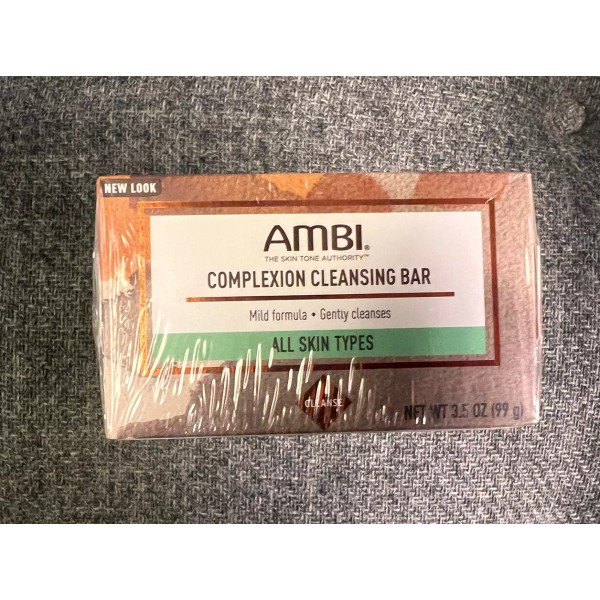 NEW LOOK
AMBI®
THE SKIN TONE AUTHORITY™
COMPLEXION CLEANSING BAR
Mild formula • Gently cleanses
ALL SKIN TYPES
CLEANSE
NET WT 3.5 OZ (99 g)